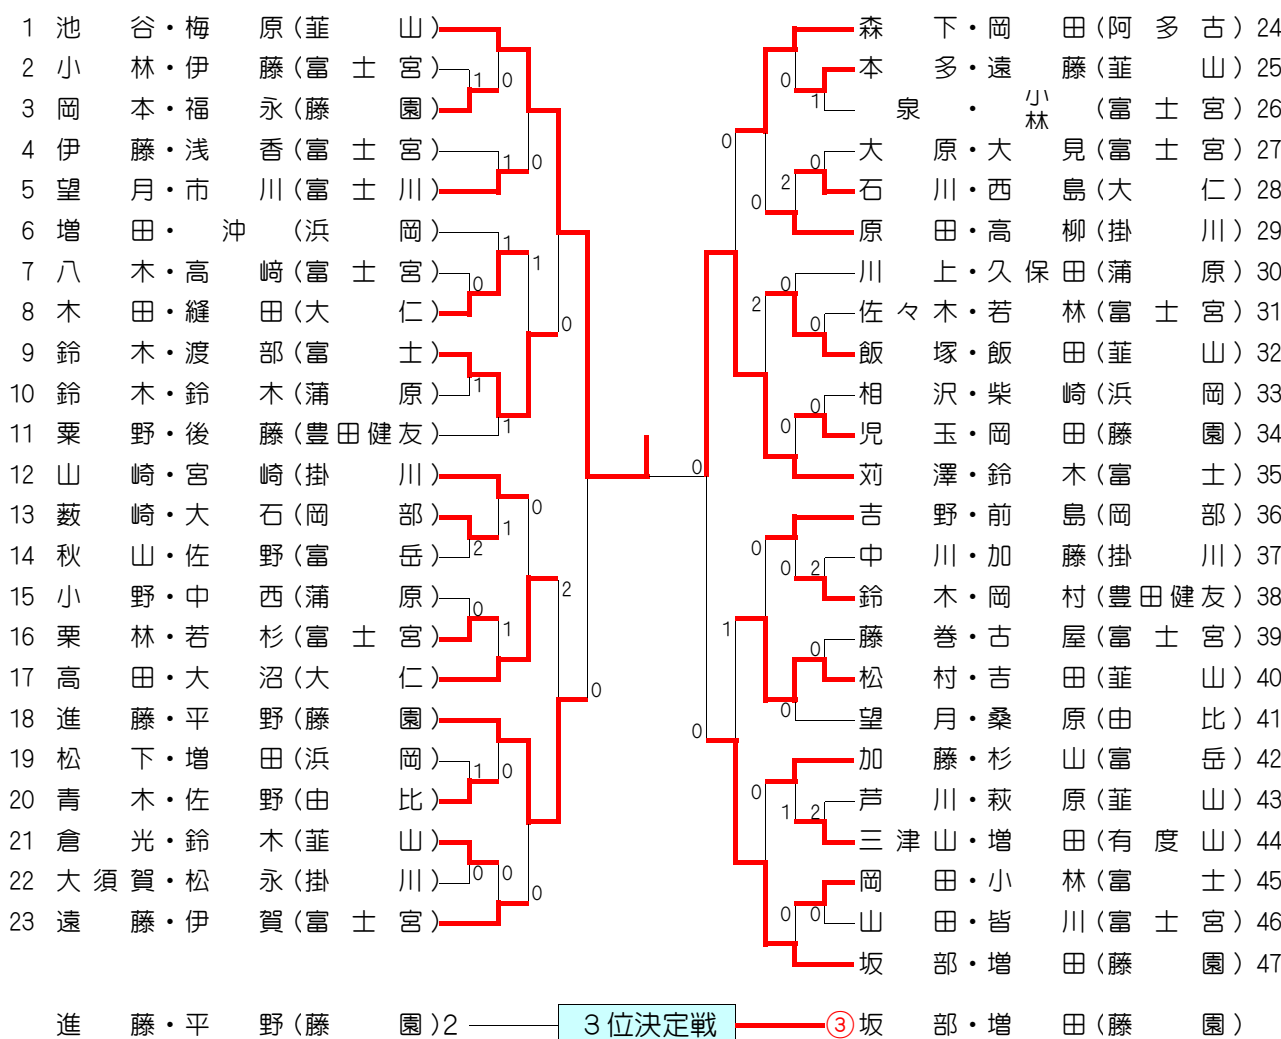 1 池谷・梅原(韮山)
2 小林・伊藤(富士宮)
3 岡本・福永(藤園)
4 伊藤・浅香(富士宮)
5 望月・市川(富士川)
6 増田・沖(浜岡)
7 八木・高﨑(富士宮)
8 木田・縫田(大仁)
9 鈴木・渡部(富士)
10 鈴木・鈴木(蒲原)
11 粟野・後藤(豊田健友)
12 山崎・宮崎(掛川)
13 薮崎・大石(岡部)
14 秋山・佐野(富岳)
15 小野・中西(蒲原)
16 栗林・若杉(富士宮)
17 高田・大沼(大仁)
18 進藤・平野(藤園)
19 松下・増田(浜岡)
20 青木・佐野(由比)
21 倉光・鈴木(韮山)
22 大須賀・松永(掛川)
23 遠藤・伊賀(富士宮)
1 0
1 0
1
0 1
0
1
1
0
1
2
2
0
1
0
1 0
0 0
0
0
森下・岡田(阿多古) 24
本多・遠藤(韮山) 25
泉・小林(富士宮) 26
大原・大見(富士宮) 27
石川・西島(大仁) 28
原田・高柳(掛川) 29
川上・久保田(蒲原) 30
佐々木・若林(富士宮) 31
飯塚・飯田(韮山) 32
相沢・柴崎(浜岡) 33
児玉・岡田(藤園) 34
苅澤・鈴木(富士) 35
吉野・前島(岡部) 36
中川・加藤(掛川) 37
鈴木・岡村(豊田健友) 38
藤巻・古屋(富士宮) 39
松村・吉田(韮山) 40
望月・桑原(由比) 41
加藤・杉山(富岳) 42
芦川・萩原(韮山) 43
三津山・増田(有度山) 44
岡田・小林(富士) 45
山田・皆川(富士宮) 46
坂部・増田(藤園) 47
0
1
0
0
2
0
0
2
0
0
0
0
0
0 2
1
0
0
0
0
1 2
0 0
進藤・平野(藤園)2 3位決定戦 ③坂部・増田(藤園)